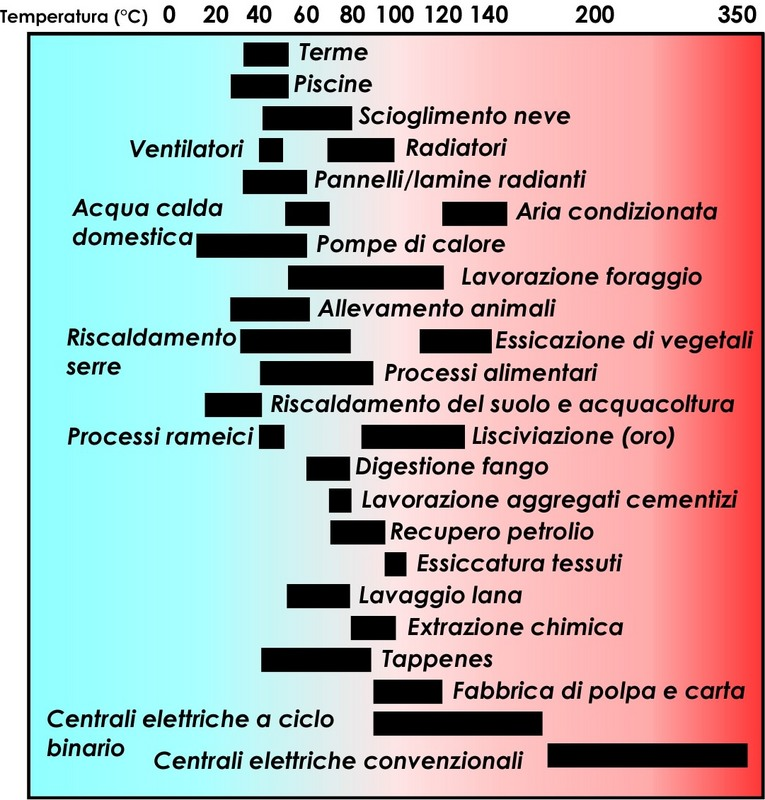 Temperatura (°C) 0 20 40 60 80 100 120 140 200 350
Terme
Piscine
Scioglimento neve
Ventilatori Radiatori
Pannelli/lamine radianti
Acqua calda Aria condizionata
domestica Pompe di calore
Lavorazione foraggio
Allevamento animali
Riscaldamento Essicazione di vegetali
serre
Processi alimentari
Riscaldamento del suolo e acquacoltura
Processi rameici Lisciviazione (oro)
Digestione fango
Lavorazione aggregati cementizi
Recupero petrolio
Essiccatura tessuti
Lavaggio lana
Extrazione chimica
Tappenes
Fabbrica di polpa e carta
Centrali elettriche a ciclo
binario
Centrali elettriche convenzionali